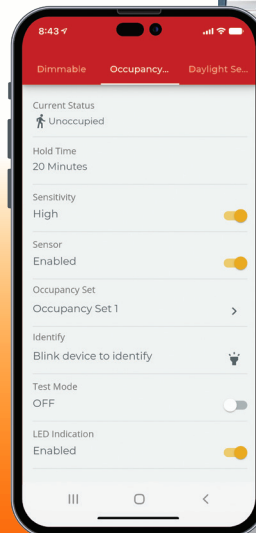 8:43
Dimmable Occupancy... Daylight Se...
Current Status
Unoccupied
Hold Time
20 Minutes
Sensitivity
High
Sensor
Enabled
Occupancy Set
Occupancy Set 1
Identify
Blink device to identify
Test Mode
OFF
LED Indication
Enabled